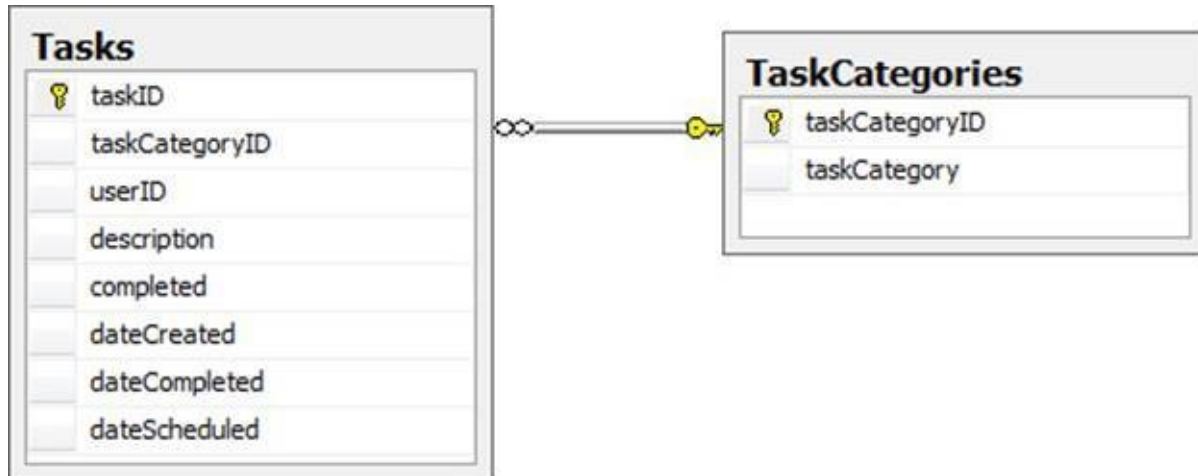 Tasks
taskID
taskCategoryID
userID
description
completed
dateCreated
dateCompleted
dateScheduled
TaskCategories
taskCategoryID
taskCategory